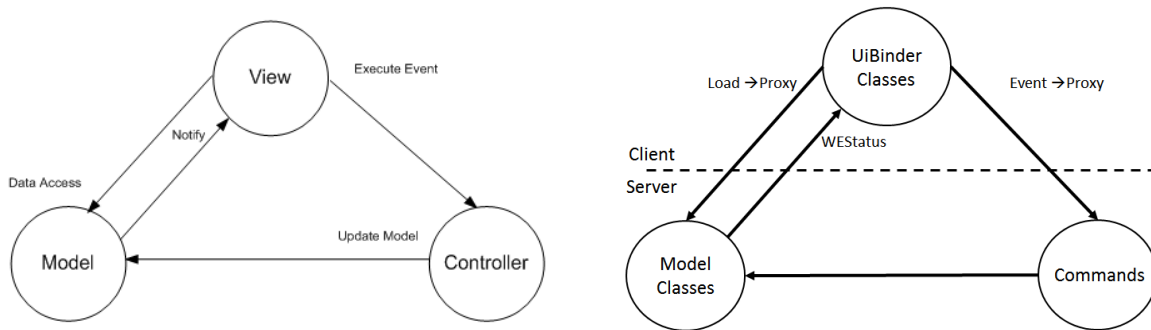 View
Execute Event
Notify
Data Access
Update Model
Model
Controller
UiBinder
Classes
Load →Proxy
Event →Proxy
WEStatus
Client
Server
Model
Classes
Commands